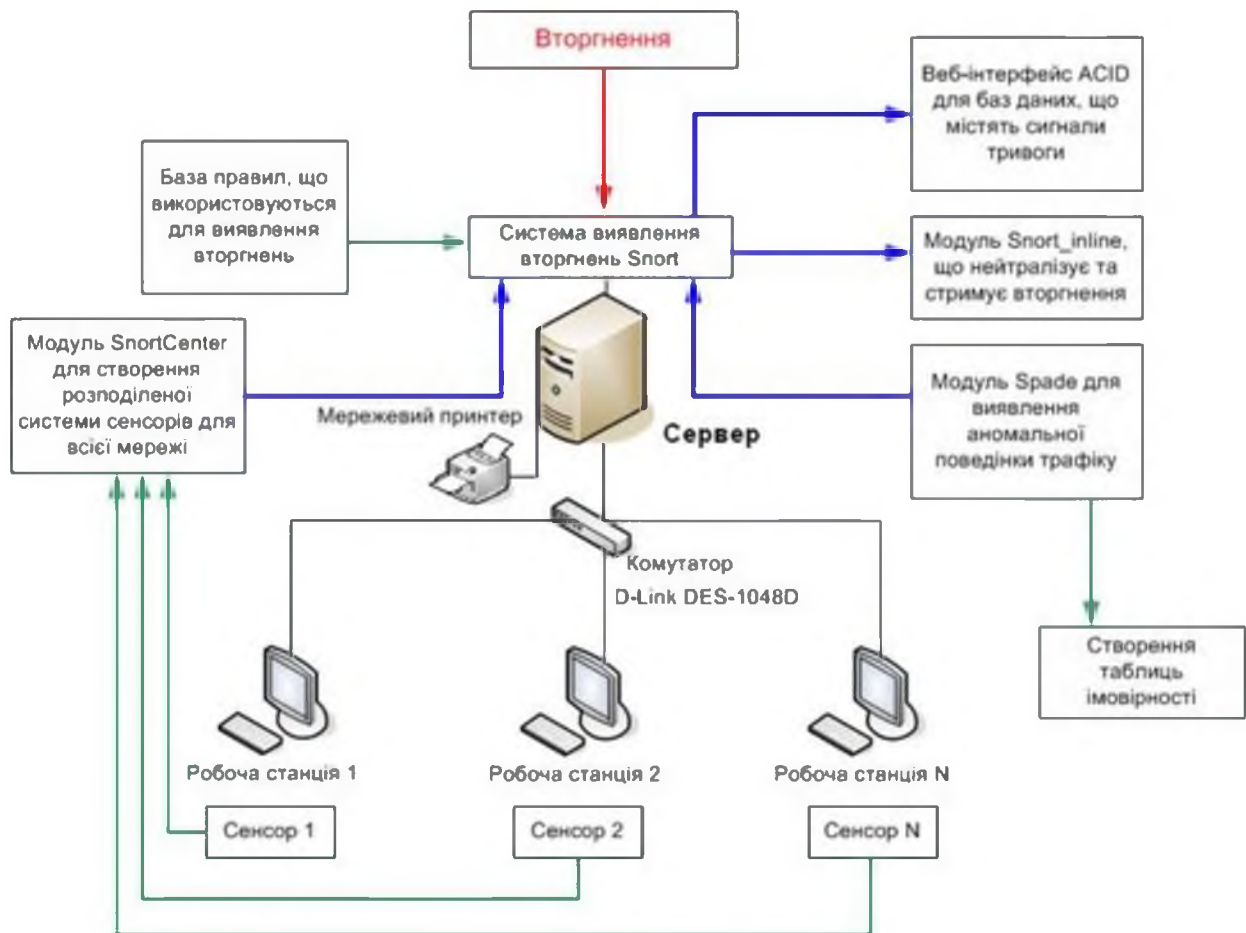 Вторгнення
Веб-інтерфейс ACID
для баз даних, що
містять сигнали
тривоги
База правил, що
використовуються
для виявлення
вторгнень
Система виявлення
вторгнень Snort
Модуль Snort_inline,
що нейтралізує та
стримує вторгнення
Модуль SnortCenter
для створення
розподіленої
системи сенсорів для
всієї мережі
Мережевий принтер
Сервер
Модуль Spade для
виявлення
аномальної
поведінки трафіку
Комутатор
D-Link DES-1048D
Створення
таблиць
імовірності
Робоча станція 1
Робоча станція 2
Робоча станція N
Сенсор 1
Сенсор 2
Сенсор N